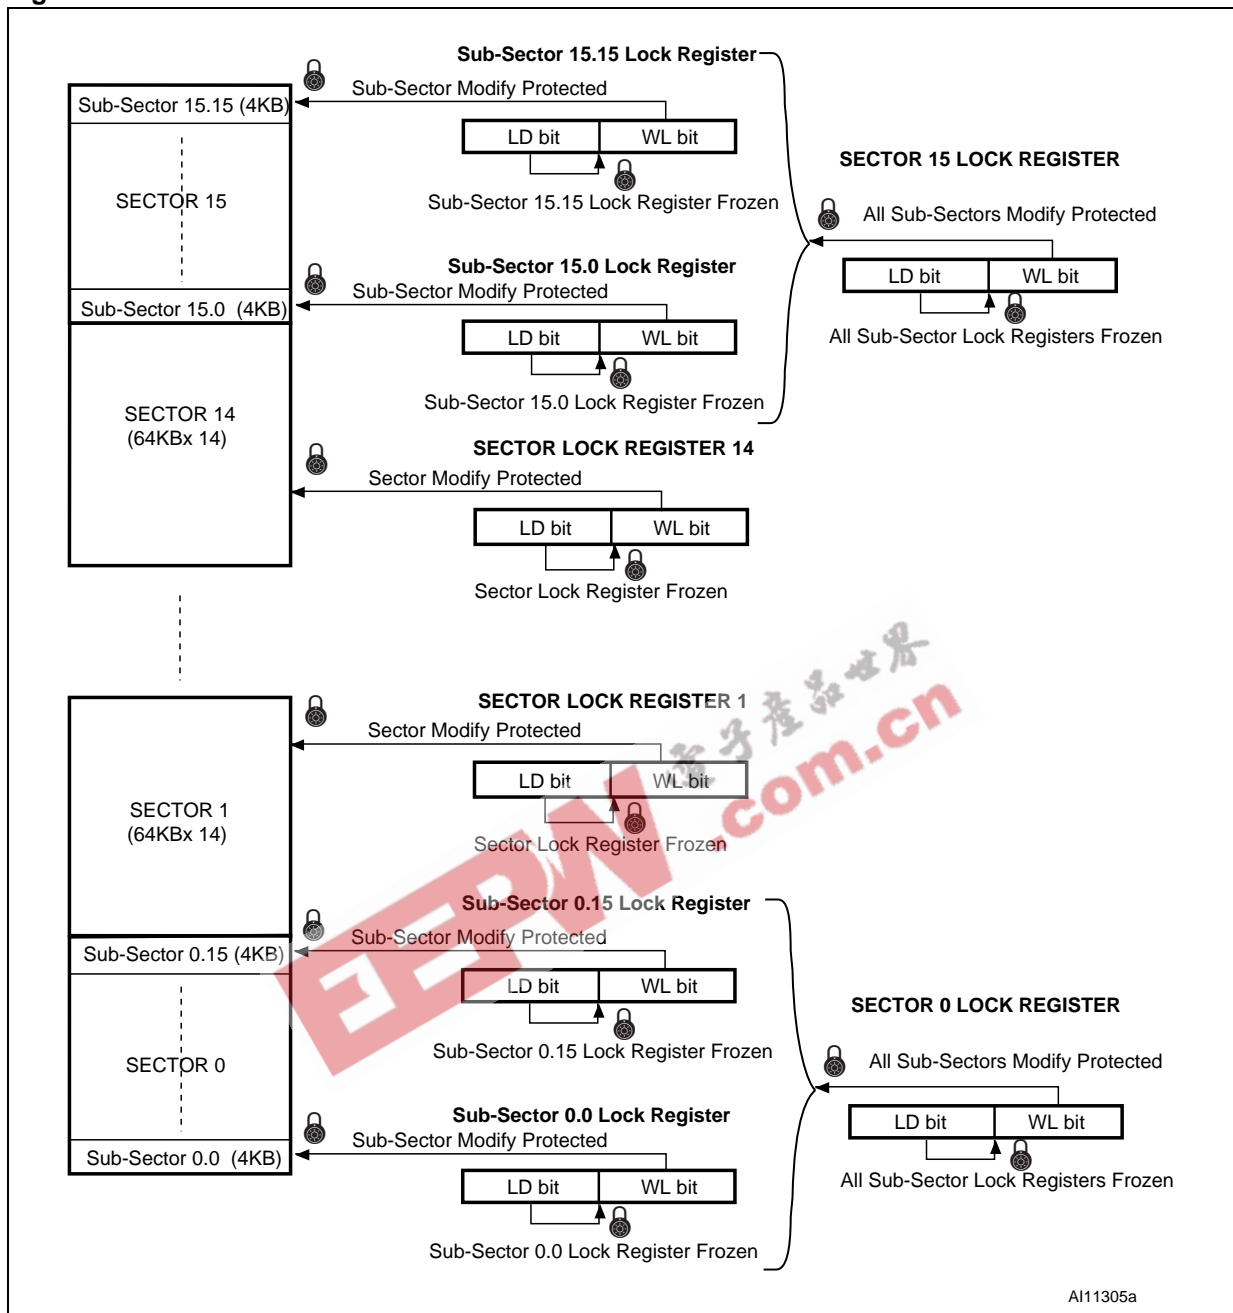 Sub-Sector 15.15 Lock Register
Sub-Sector Modify Protected
Sub-Sector 15.15 (4KB)
LD bit WL bit
SECTOR 15 LOCK REGISTER
SECTOR 15
Sub-Sector 15.15 Lock Register Frozen
All Sub-Sectors Modify Protected
Sub-Sector 15.0 Lock Register
LD bit WL bit
Sub-Sector Modify Protected
Sub-Sector 15.0 (4KB)
LD bit WL bit
All Sub-Sector Lock Registers Frozen
Sub-Sector 15.0 Lock Register Frozen
SECTOR 14
(64KBx 14)
SECTOR LOCK REGISTER 14
Sector Modify Protected
LD bit WL bit
Sector Lock Register Frozen
SECTOR LOCK REGISTER 1
Sector Modify Protected
LD bit WL bit
SECTOR 1
(64KBx 14)
Sector Lock Register Frozen
電子產品世界
EEPW.com.cn
Sub-Sector 0.15 Lock Register
Sub-Sector Modify Protected
Sub-Sector 0.15 (4KB)
LD bit WL bit
SECTOR 0 LOCK REGISTER
Sub-Sector 0.15 Lock Register Frozen
SECTOR 0
All Sub-Sectors Modify Protected
Sub-Sector 0.0 Lock Register
LD bit WL bit
Sub-Sector Modify Protected
Sub-Sector 0.0 (4KB)
LD bit WL bit
All Sub-Sector Lock Registers Frozen
Sub-Sector 0.0 Lock Register Frozen
AI11305a